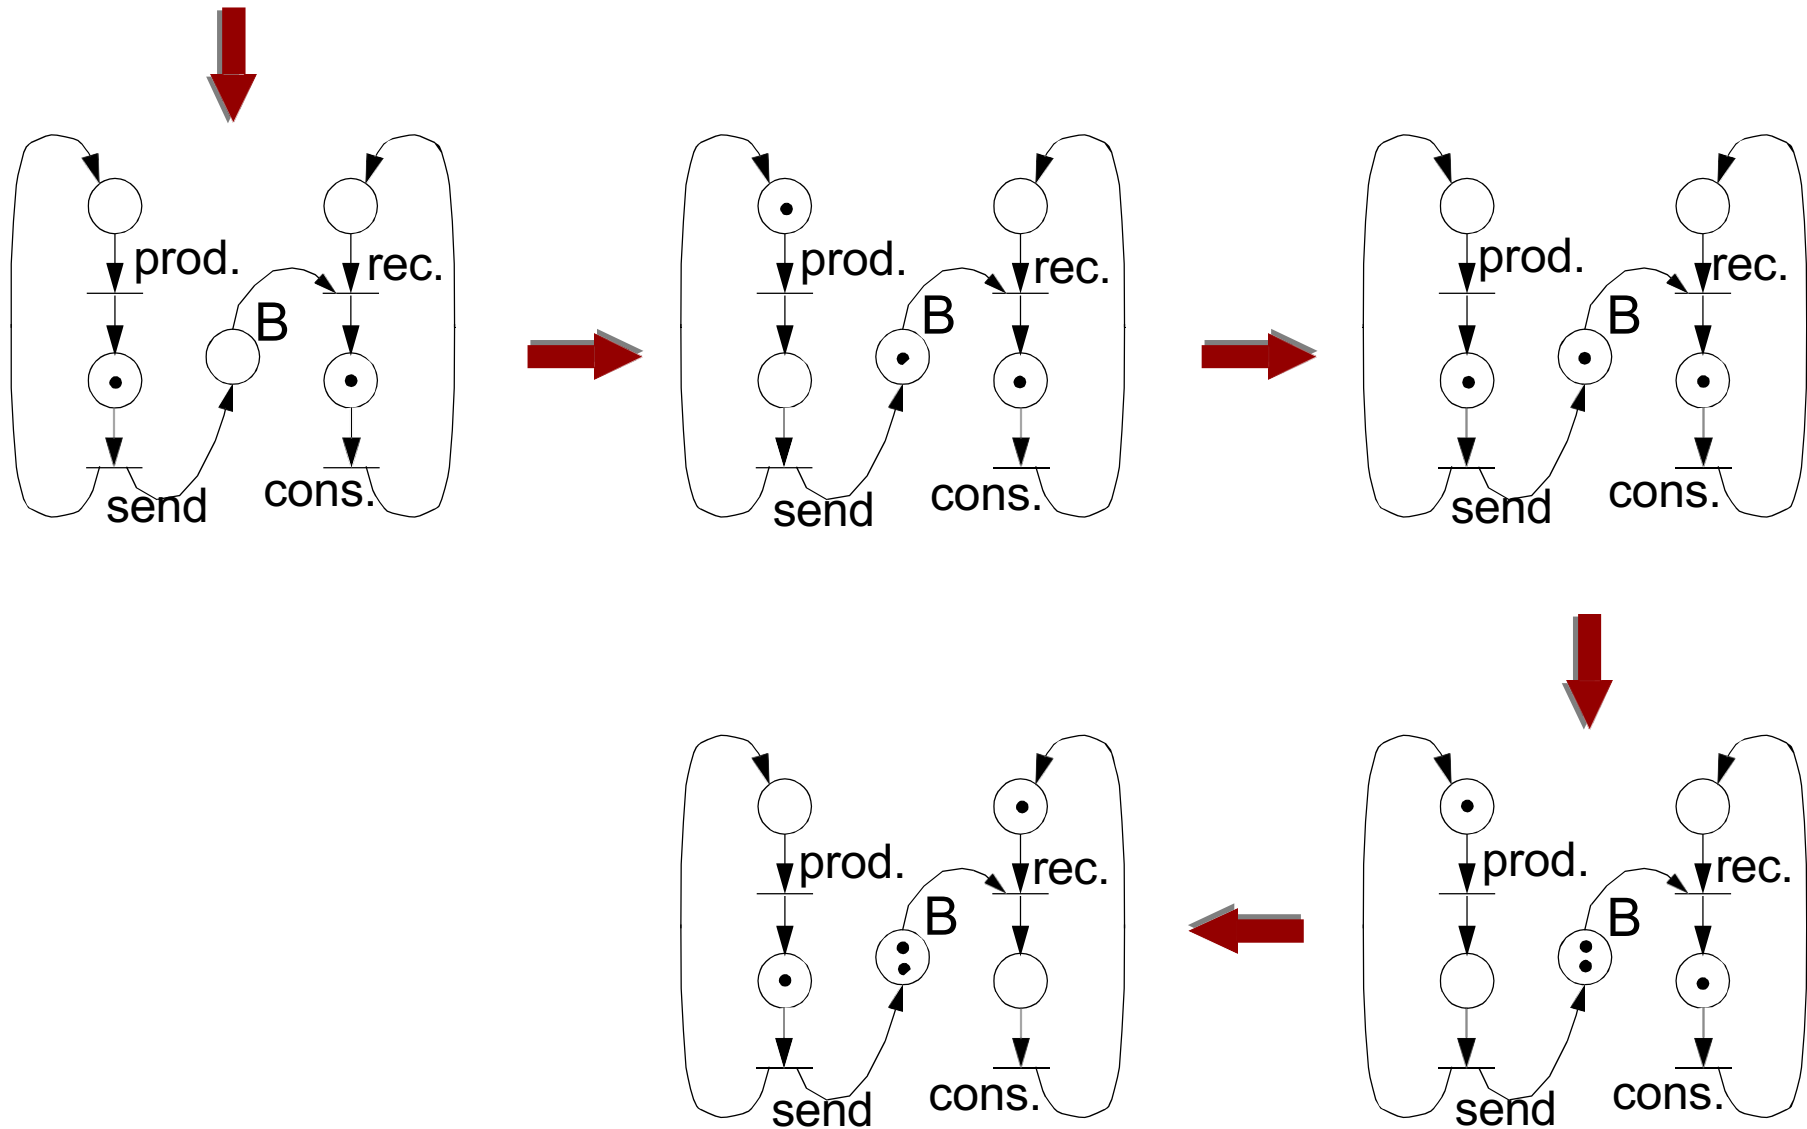 prod.
rec.
B
send
cons.
prod.
rec.
B
send
cons.
prod.
rec.
B
send
cons.
prod.
rec.
B
send
cons.
prod.
rec.
B
send
cons.